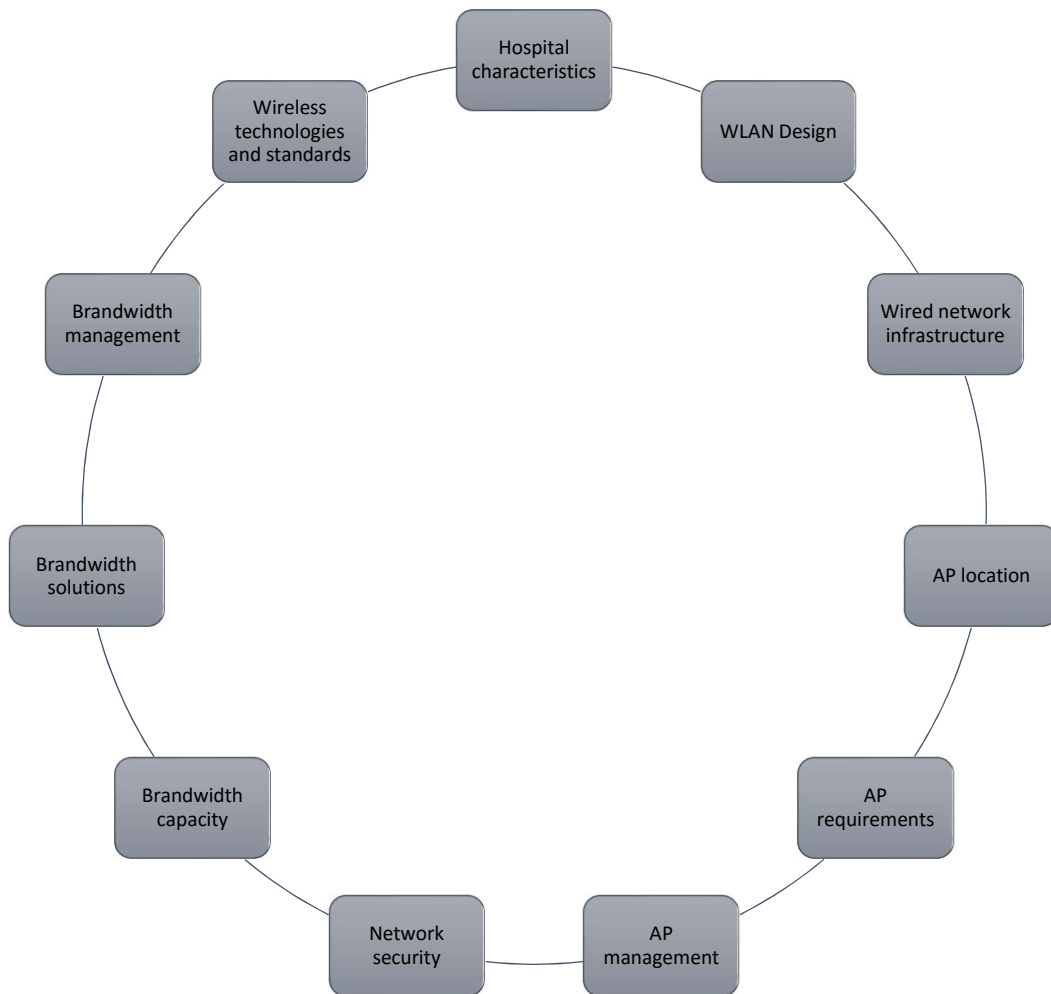 Hospital
characteristics
WLAN Design
Wired network
infrastructure
AP location
AP
requirements
AP
management
Network
security
Brandwidth
capacity
Brandwidth
solutions
Brandwidth
management
Wireless
technologies
and standards